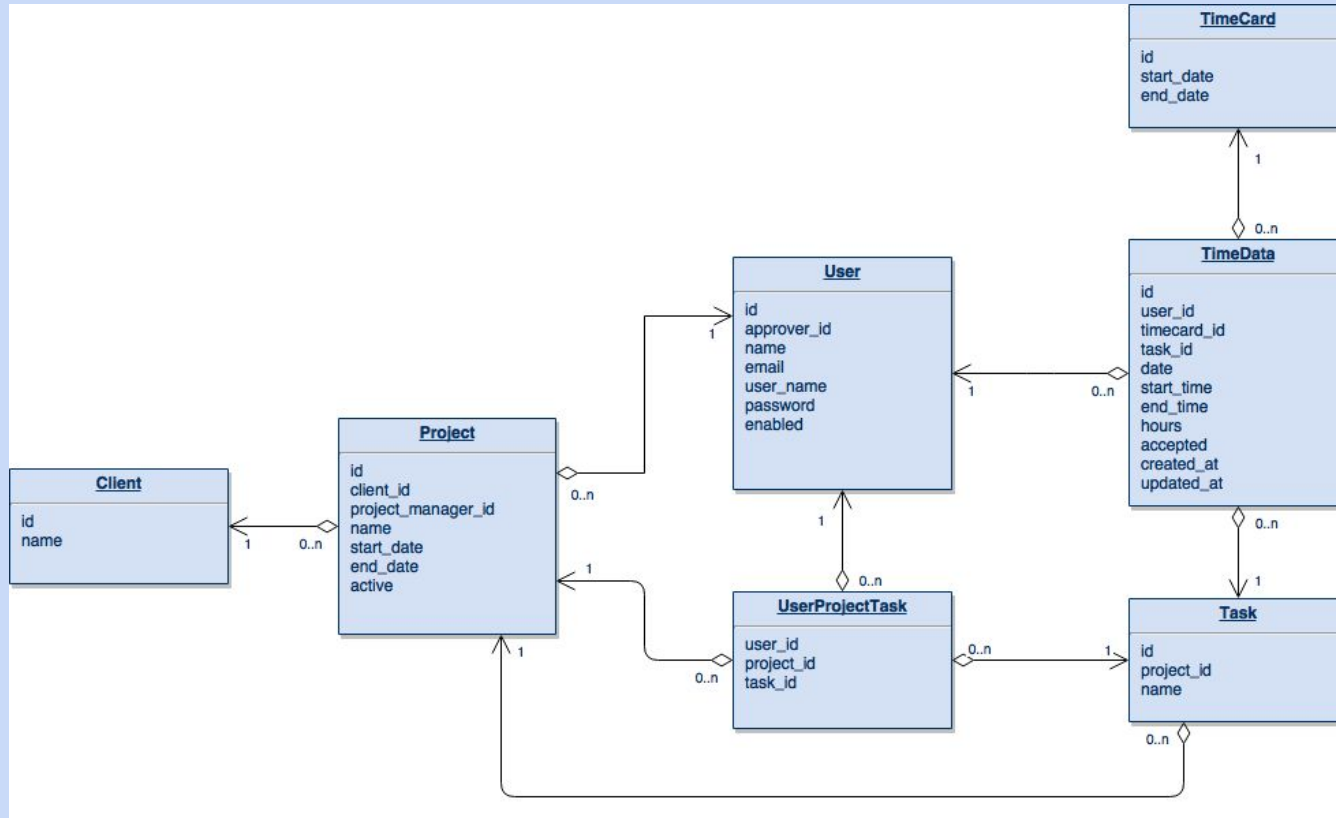 TimeCard
id
start_date
end_date
1
0..n
TimeData
id
user_id
timecard_id
task_id
date
start_time
end_time
hours
accepted
created_at
updated_at
User
id
approver_id
name
email
user_name
password
enabled
1
1
0..n
0..n
Project
id
client_id
project_manager_id
name
start_date
end_date
active
Client
id
name
1
0..n
0..n
1
0..n
1
1
UserProjectTask
user_id
project_id
task_id
0..n
0..n
1
1
Task
id
project_id
name
0..n